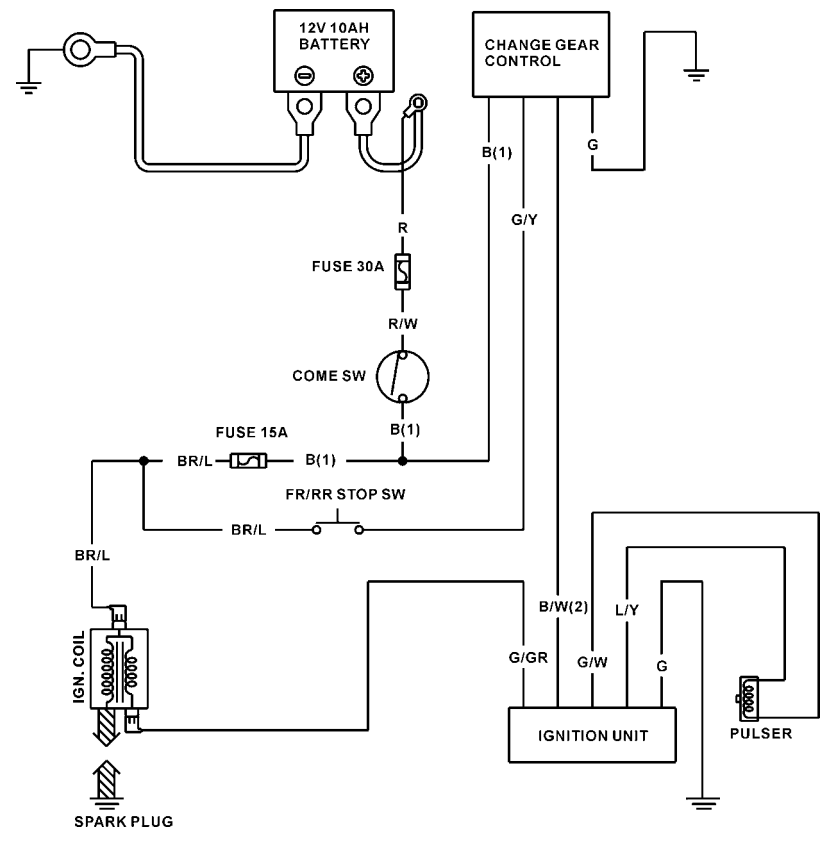 12V 10AH
BATTERY
CHANGE GEAR
CONTROL
B(1)
G
G/Y
R
FUSE 30A
R/W
COME SW
B(1)
FUSE 15A
BR/L
B(1)
FR/RR STOP SW
BR/L
BR/L
B/W(2)
L/Y
G/GR
G/W
G
IGN. COIL
IGNITION UNIT
PULSER
SPARK PLUG